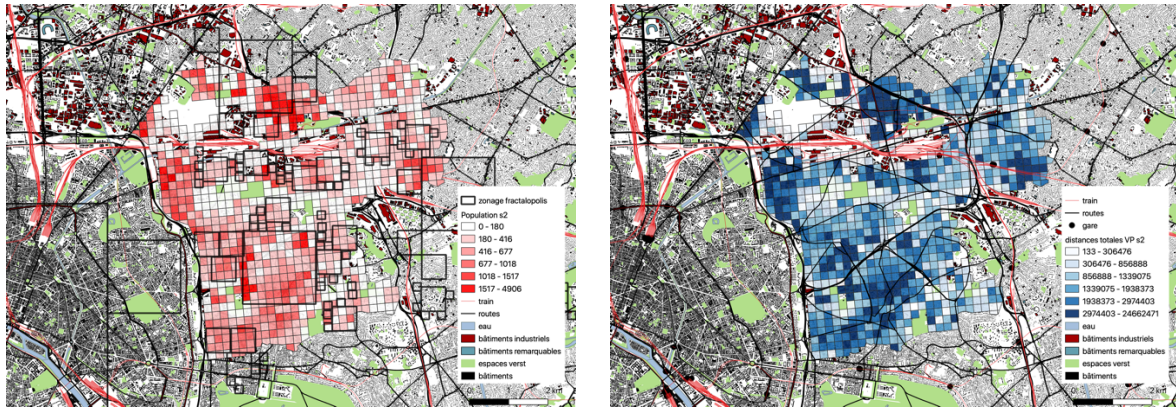 zonage fractalopolis
Population s2
0 - 180
180 - 416
416 - 677
677 - 1018
1018 - 1517
1517 - 4906
train
routes
eau
bâtiments industriels
bâtiments remarquables
espaces verst
bâtiments
2 km
train
routes
gare
distances totales VP s2
133 - 306476
306476 - 856888
856888 - 1339075
1339075 - 1938373
1938373 - 2974403
2974403 - 24662471
eau
bâtiments industriels
bâtiments remarquables
espaces verst
bâtiments
2 km